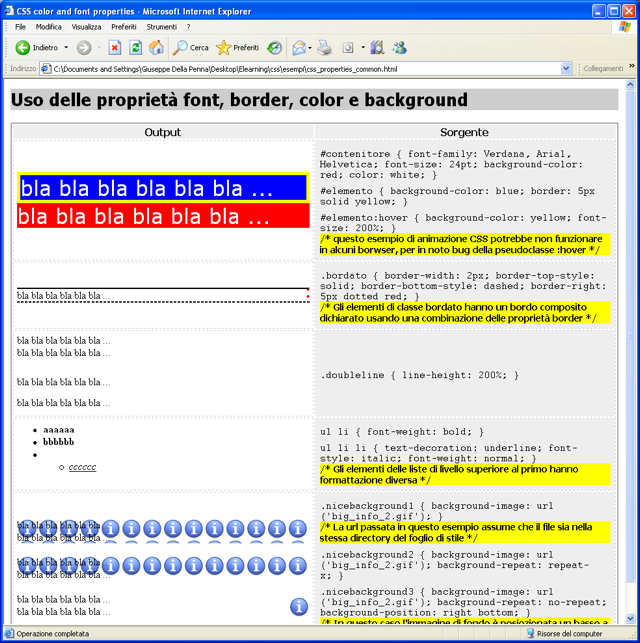 CSS color and font properties - Microsoft Internet Explorer
File Modifica Visualizza Preferiti Strumenti ?
Indietro Cerca Preferiti
Indirizzo C:\Documents and Settings\Giuseppe Della Penna\Desktop\Elearning\css\esempi\css_properties_common.html Collegamenti »
Uso delle proprietà font, border, color e background
Output Sorgente
bla bla bla bla bla bla ...
bla bla bla bla bla bla ...
#contenitore { font-family: Verdana, Arial,
Helvetica; font-size: 24pt; background-color:
red; color: white; }
#elemento { background-color: blue; border: 5px
solid yellow; }
#elemento:hover { background-color: yellow; font-
size: 200%; }
/* questo esempio di animazione CSS potrebbe non funzionare
in alcuni borwser, per in noto bug della pseudoclasse :hover */
bla bla bla bla bla bla ...
.bordato { border-width: 2px; border-top-style:
solid; border-bottom-style: dashed; border-right:
5px dotted red; }
/* Gli elementi di classe bordato hanno un bordo composito
dichiarato usando una combinazione delle proprietà border */
bla bla bla bla bla bla ...
bla bla bla bla bla bla ...
bla bla bla bla bla bla ...
bla bla bla bla bla bla ...
.doubleline { line-height: 200%; }
aaaaaa
bbbbbb
cccccc
ul li { font-weight: bold; }
ul li li { text-decoration: underline; font-
style: italic; font-weight: normal; }
/* Gli elementi delle liste di livello superiore al primo hanno
formattazione diversa */
bla bla bla bla bla bla
bla bla bla bla bla bla
bla bla bla bla bla bla
bla bla bla bla bla bla ...
bla bla bla bla bla bla ...
bla bla bla bla bla bla ...
.nicebackground1 { background-image: url
('big_info_2.gif'); }
/* La url passata in questo esempio assume che il file sia nella
stessa directory del foglio di stile */
.nicebackground2 { background-image: url
('big_info_2.gif'); background-repeat: repeat-
x; }
.nicebackground3 { background-image: url
('big_info_2.gif'); background-repeat: no-repeat;
background-position: right bottom; }
/* In questo caso l'immagine di fondo è posizionata un basso a
Operazione completata Risorse del computer